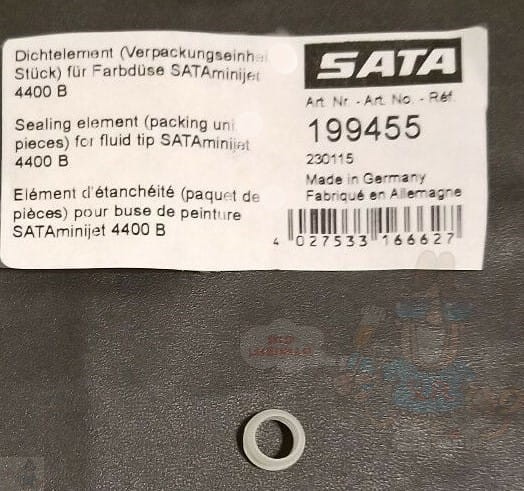 Dichtelement (Verpackungseinhei
Stück) für Farbdüse SATAminijet
4400 B
Sealing element (packing uni
pieces) for fluid tip SATAminijet
4400 B
Elément d'étanchéité (paquet de
pièces) pour buse de peinture
SATAminijet 4400 B
SATA
Art. Nr. - Art. No. - Réf.
199455
230115
Made in Germany
Fabriqué en Allemagne
4 027533 166627